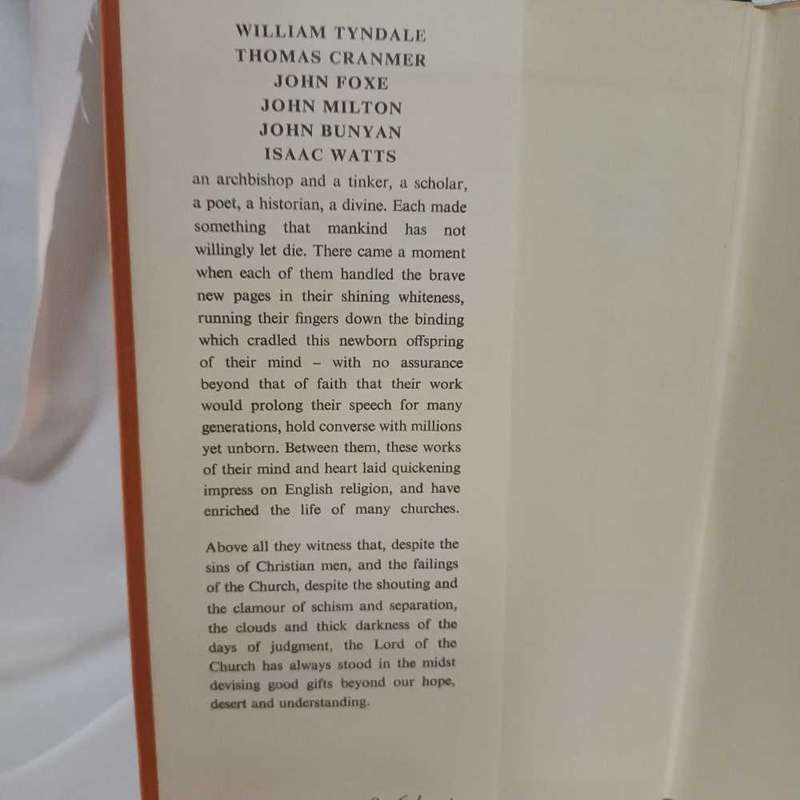 WILLIAM TYNDALE
THOMAS CRANMER
JOHN FOXE
JOHN MILTON
JOHN BUNYAN
ISAAC WATTS
an archbishop and a tinker, a scholar,
a poet, a historian, a divine. Each made
something that mankind has not
willingly let die. There came a moment
when each of them handled the brave
new pages in their shining whiteness,
running their fingers down the binding
which cradled this newborn offspring
of their mind – with no assurance
beyond that of faith that their work
would prolong their speech for many
generations, hold converse with millions
yet unborn. Between them, these works
of their mind and heart laid quickening
impress on English religion, and have
enriched the life of many churches.
Above all they witness that, despite the
sins of Christian men, and the failings
of the Church, despite the shouting and
the clamour of schism and separation,
the clouds and thick darkness of the
days of judgment, the Lord of the
Church has always stood in the midst
devising good gifts beyond our hope,
desert and understanding.